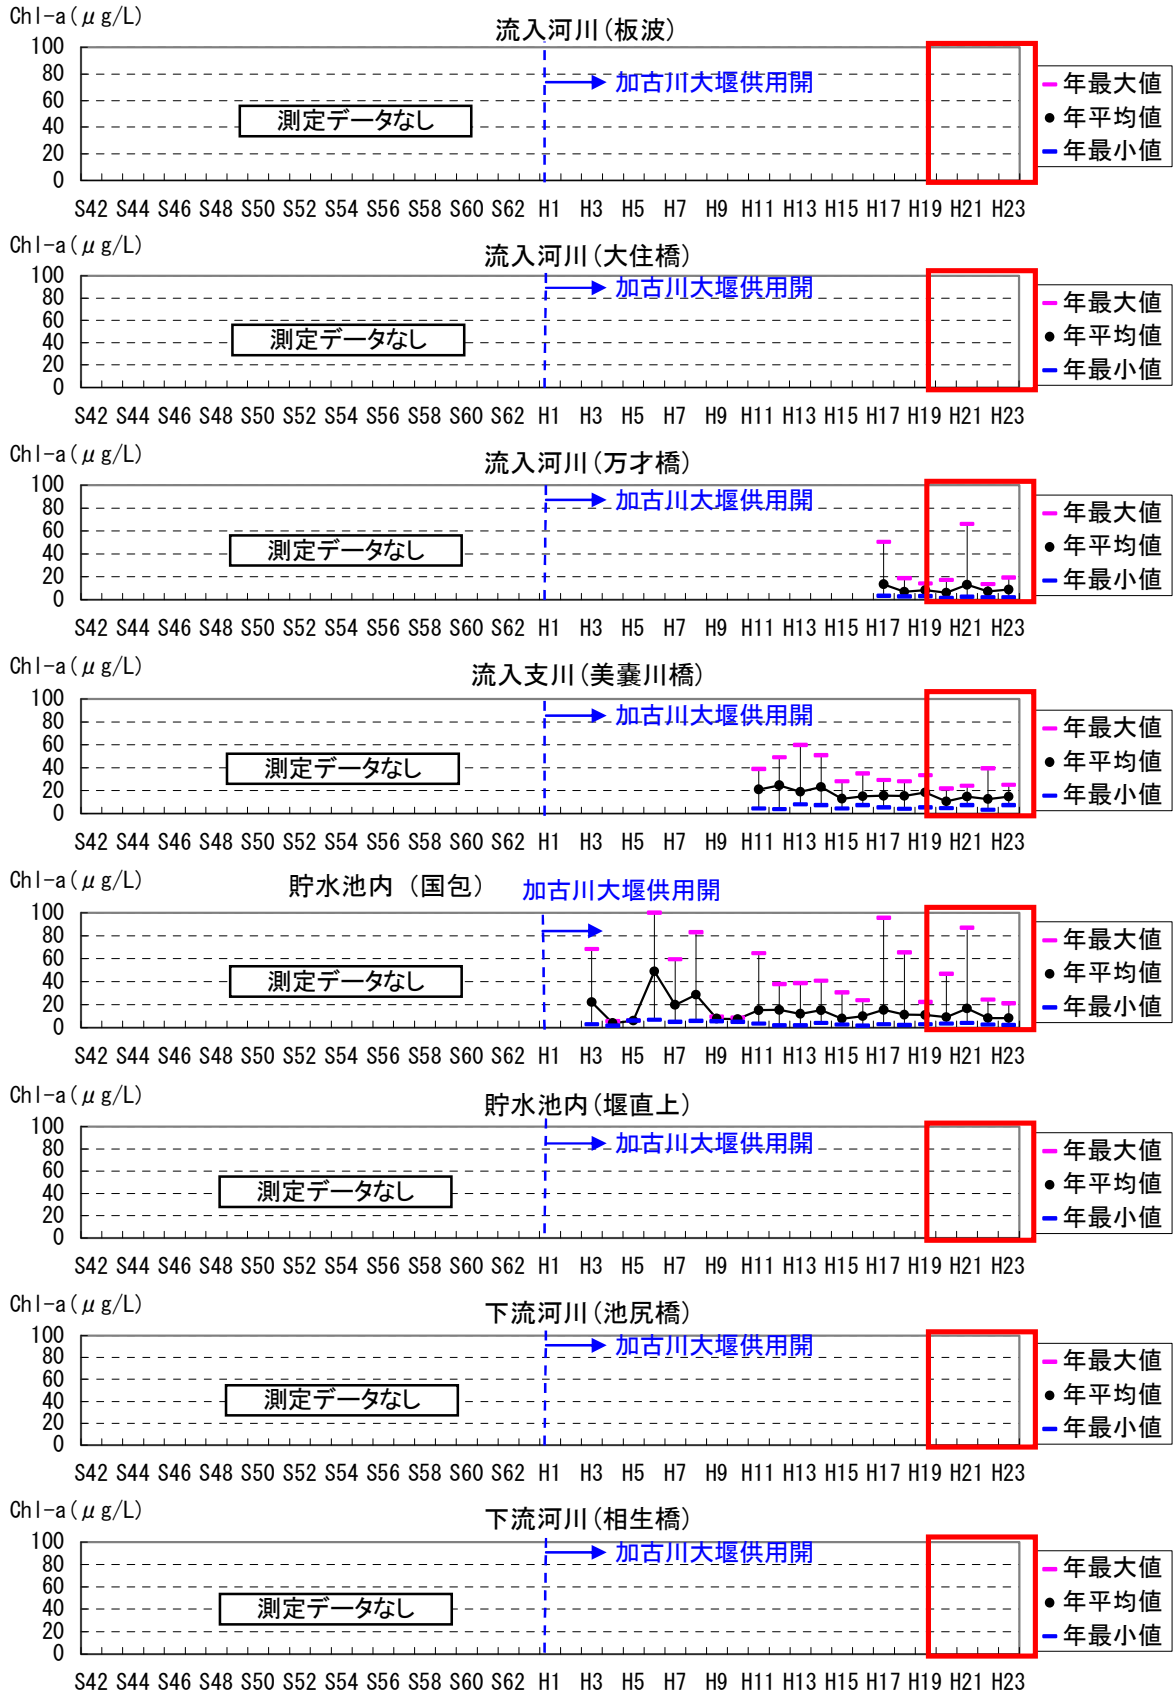 Chl-a(μg/L)
流入河川(板波)
100
80
60
40
20
0
加古川大堰供用開
測定データなし
年最大値
年平均値
年最小値
S42 S44 S46 S48 S50 S52 S54 S56 S58 S60 S62 H1 H3 H5 H7 H9 H11 H13 H15 H17 H19 H21 H23
Chl-a(μg/L)
流入河川(大住橋)
100
80
60
40
20
0
加古川大堰供用開
測定データなし
年最大値
年平均値
年最小値
S42 S44 S46 S48 S50 S52 S54 S56 S58 S60 S62 H1 H3 H5 H7 H9 H11 H13 H15 H17 H19 H21 H23
Chl-a(μg/L)
流入河川(万才橋)
100
80
60
40
20
0
加古川大堰供用開
測定データなし
年最大値
年平均値
年最小値
S42 S44 S46 S48 S50 S52 S54 S56 S58 S60 S62 H1 H3 H5 H7 H9 H11 H13 H15 H17 H19 H21 H23
Chl-a(μg/L)
流入支川(美嚢川橋)
100
80
60
40
20
0
加古川大堰供用開
測定データなし
年最大値
年平均値
年最小値
S42 S44 S46 S48 S50 S52 S54 S56 S58 S60 S62 H1 H3 H5 H7 H9 H11 H13 H15 H17 H19 H21 H23
Chl-a(μg/L)
貯水池内（国包） 加古川大堰供用開
100
80
60
40
20
0
測定データなし
年最大値
年平均値
年最小値
S42 S44 S46 S48 S50 S52 S54 S56 S58 S60 S62 H1 H3 H5 H7 H9 H11 H13 H15 H17 H19 H21 H23
Chl-a(μg/L)
貯水池内(堰直上)
100
80
60
40
20
0
加古川大堰供用開
測定データなし
年最大値
年平均値
年最小値
S42 S44 S46 S48 S50 S52 S54 S56 S58 S60 S62 H1 H3 H5 H7 H9 H11 H13 H15 H17 H19 H21 H23
Chl-a(μg/L)
下流河川(池尻橋)
100
80
60
40
20
0
加古川大堰供用開
測定データなし
年最大値
年平均値
年最小値
S42 S44 S46 S48 S50 S52 S54 S56 S58 S60 S62 H1 H3 H5 H7 H9 H11 H13 H15 H17 H19 H21 H23
Chl-a(μg/L)
下流河川(相生橋)
100
80
60
40
20
0
加古川大堰供用開
測定データなし
年最大値
年平均値
年最小値
S42 S44 S46 S48 S50 S52 S54 S56 S58 S60 S62 H1 H3 H5 H7 H9 H11 H13 H15 H17 H19 H21 H23